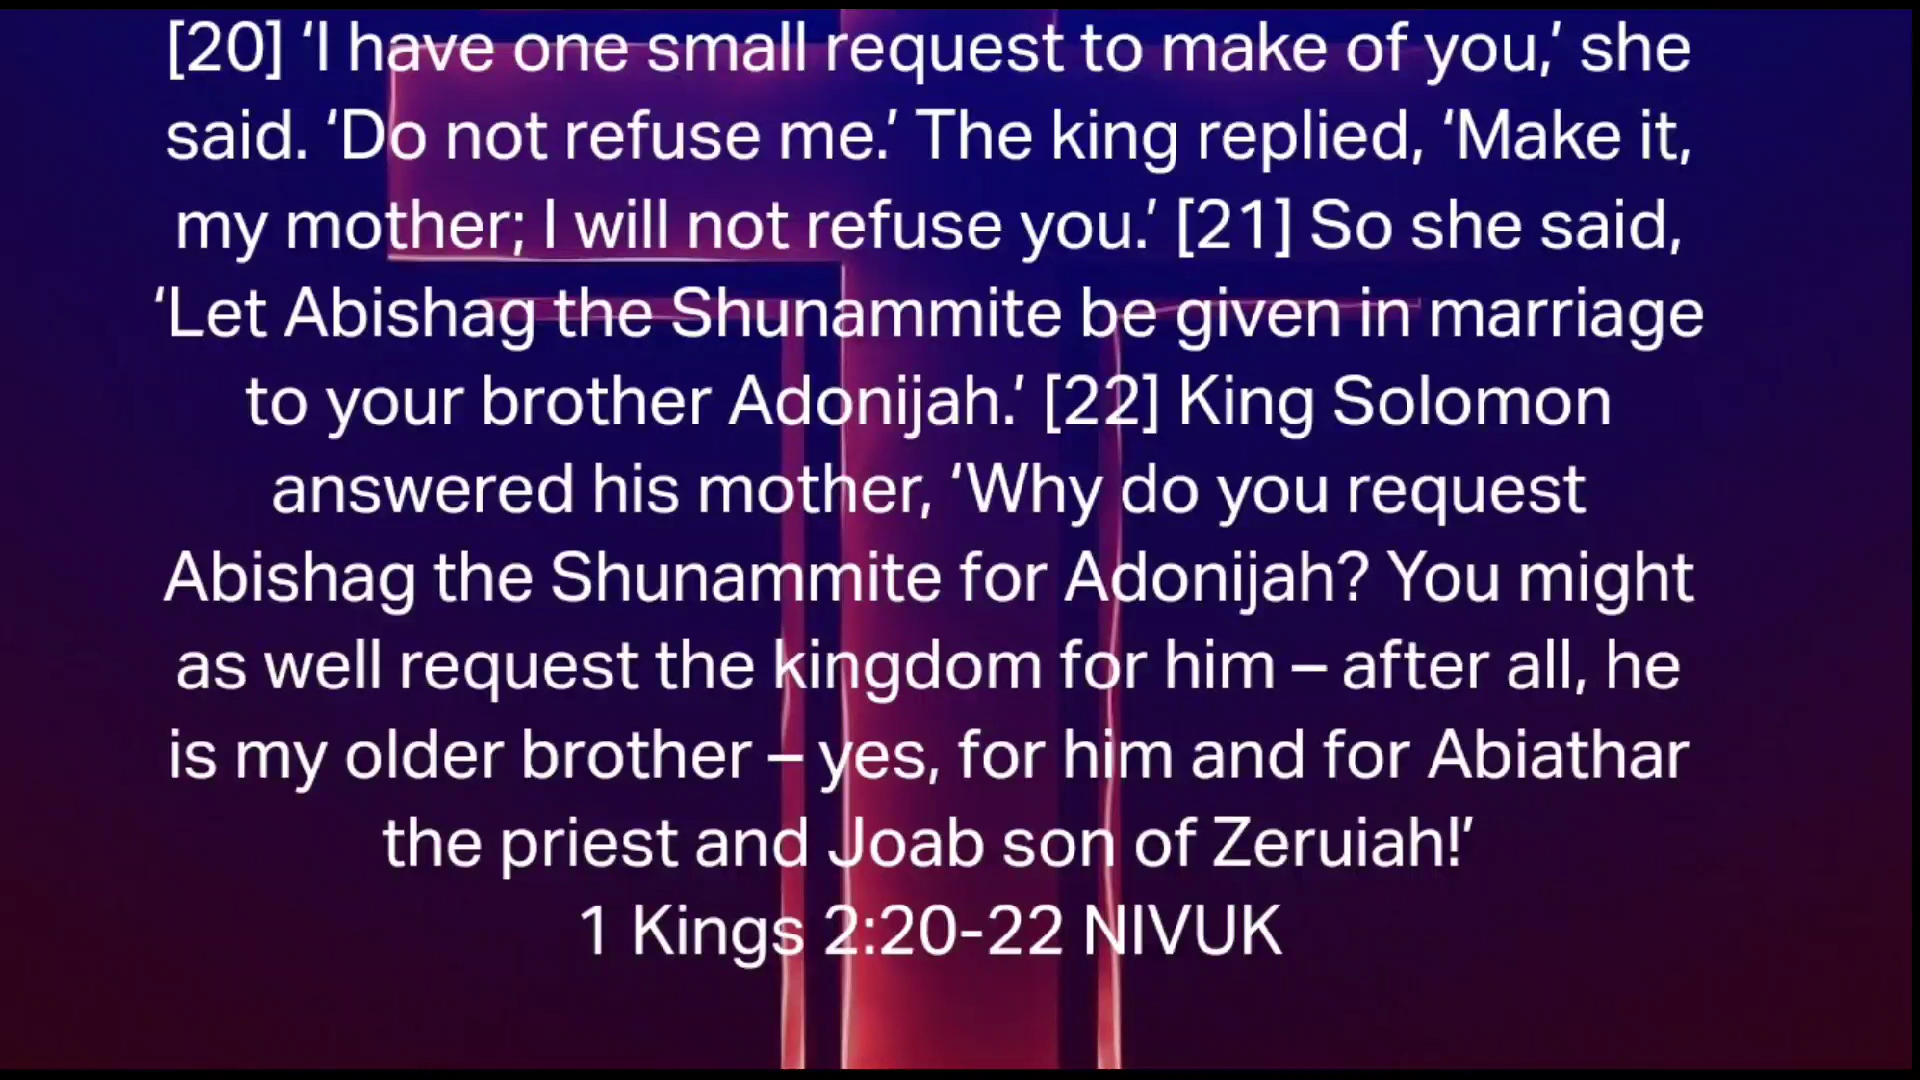 [20] ‘I have one small request to make of you,’ she
said. ‘Do not refuse me.’ The king replied, ‘Make it,
my mother; I will not refuse you.’ [21] So she said,
‘Let Abishag the Shunammite be given in marriage
to your brother Adonijah.’ [22] King Solomon
answered his mother, ‘Why do you request
Abishag the Shunammite for Adonijah? You might
as well request the kingdom for him – after all, he
is my older brother – yes, for him and for Abiathar
the priest and Joab son of Zeruiah!’
1 Kings 2:20-22 NIVUK